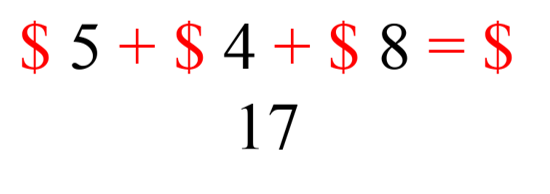 $ 5 + $ 4 + $ 8 = $
17